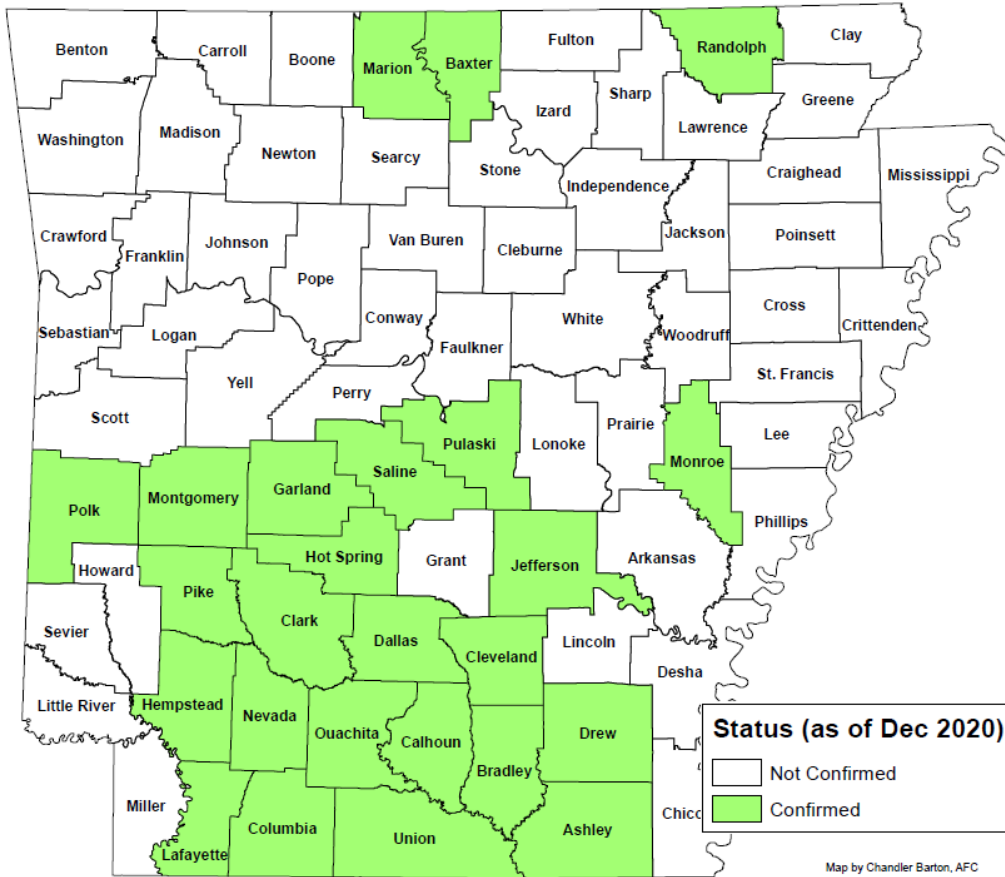 Benton
Carroll
Boone
Marion
Baxter
Fulton
Randolph
Clay
Sharp
Izard
Greene
Lawrence
Washington
Madison
Newton
Searcy
Stone
Independence
Craighead
Mississippi
Crawford
Franklin
Johnson
Pope
Van Buren
Cleburne
Jackson
Poinsett
Sebastian
Logan
Conway
Faulkner
White
Woodruff
Cross
Crittenden
St. Francis
Scott
Yell
Perry
Pulaski
Lonoke
Prairie
Lee
Monroe
Polk
Montgomery
Garland
Saline
Phillips
Howard
Hot Spring
Grant
Jefferson
Arkansas
Pike
Clark
Sevier
Dallas
Cleveland
Lincoln
Desha
Little River
Hempstead
Nevada
Ouachita
Calhoun
Drew
Bradley
Miller
Chicc
Lafayette
Columbia
Union
Ashley
Status (as of Dec 2020)
Not Confirmed
Confirmed
Map by Chandler Barton, AFC